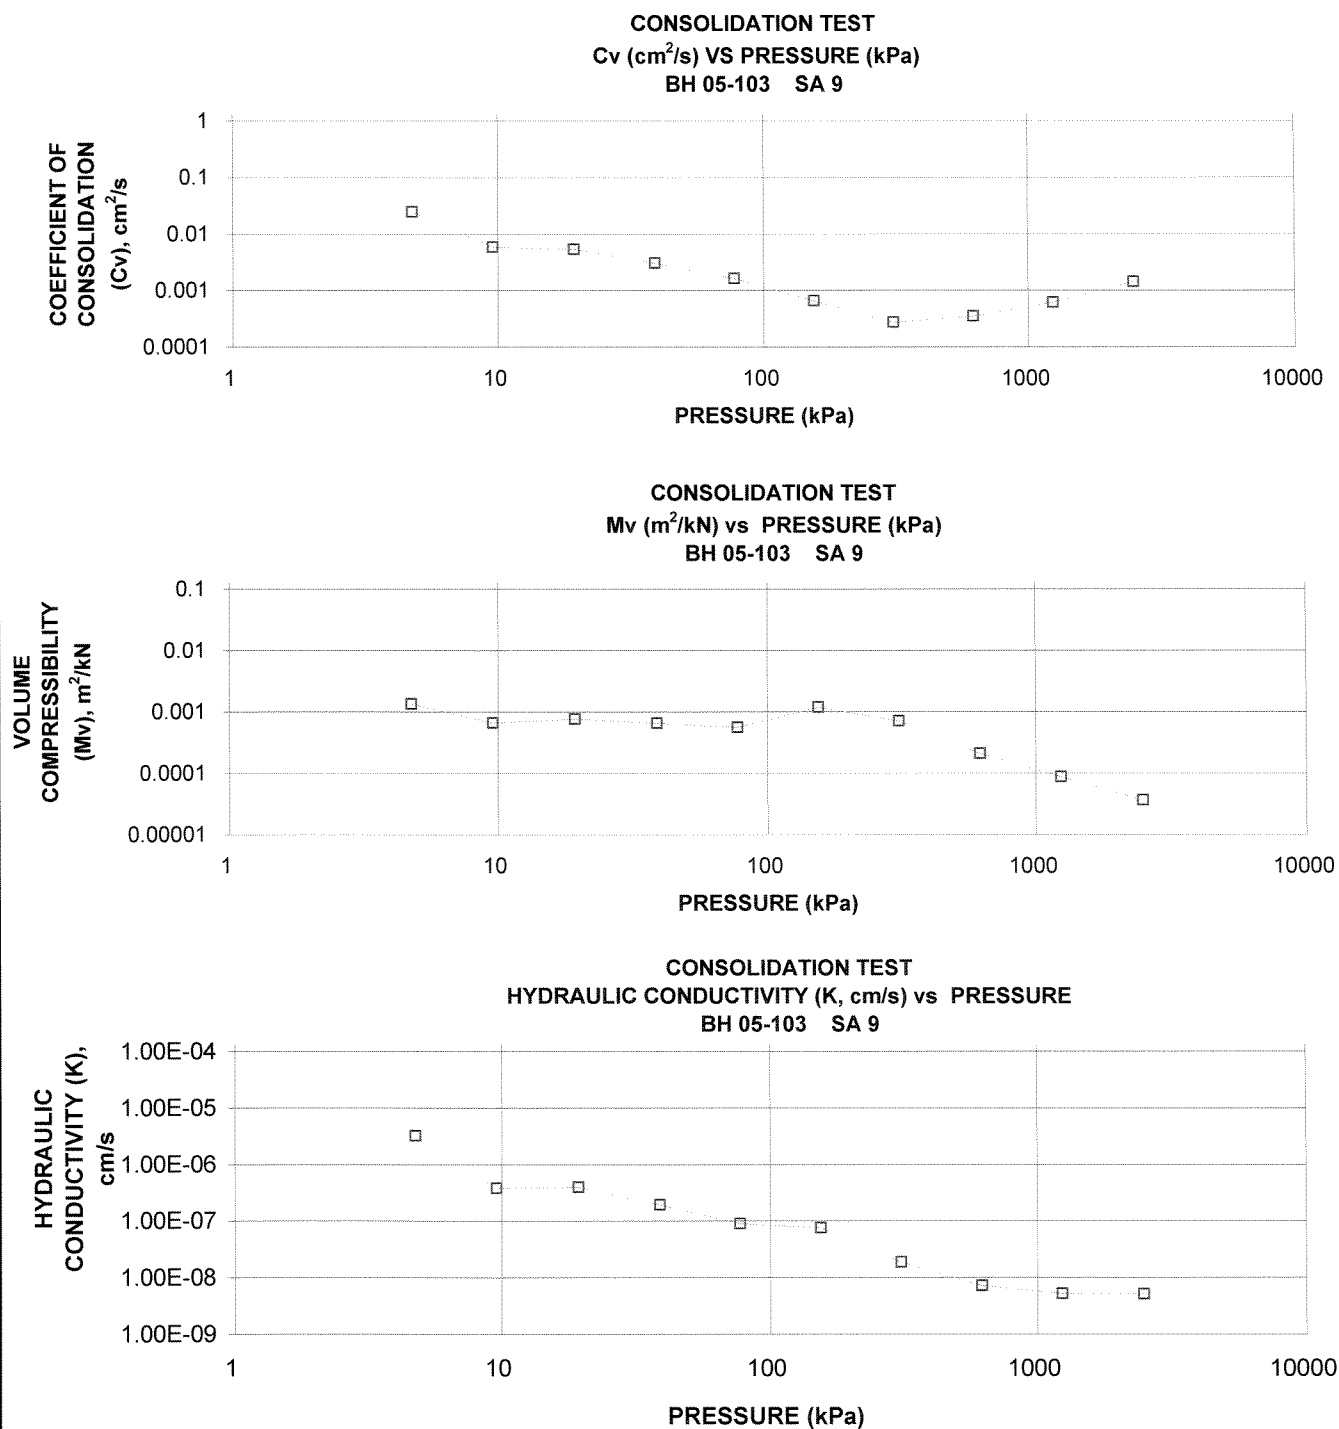 CONSOLIDATION TEST
Cv (cm²/s) VS PRESSURE (kPa)
BH 05-103 SA 9
COEFFICIENT OF
CONSOLIDATION
(Cv), cm²/s
1
0.1
0.01
0.001
0.0001
1 10 100 1000 10000
PRESSURE (kPa)
CONSOLIDATION TEST
Mv (m²/kN) vs PRESSURE (kPa)
BH 05-103 SA 9
VOLUME
COMPRESSIBILITY
(Mv), m²/kN
0.1
0.01
0.001
0.0001
0.00001
1 10 100 1000 10000
PRESSURE (kPa)
CONSOLIDATION TEST
HYDRAULIC CONDUCTIVITY (K, cm/s) vs PRESSURE
BH 05-103 SA 9
HYDRAULIC
CONDUCTIVITY (K),
cm/s
1.00E-04
1.00E-05
1.00E-06
1.00E-07
1.00E-08
1.00E-09
1 10 100 1000 10000
PRESSURE (kPa)